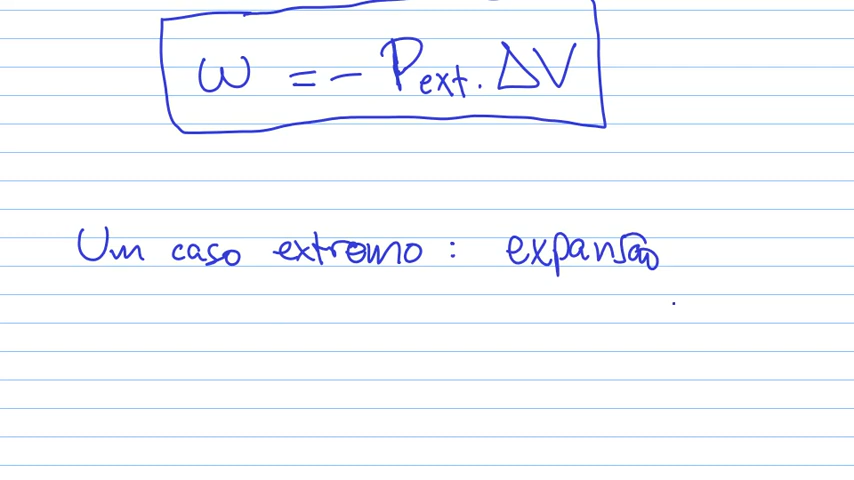 ω = - Pext. ΔV
Um caso extremo : expansão